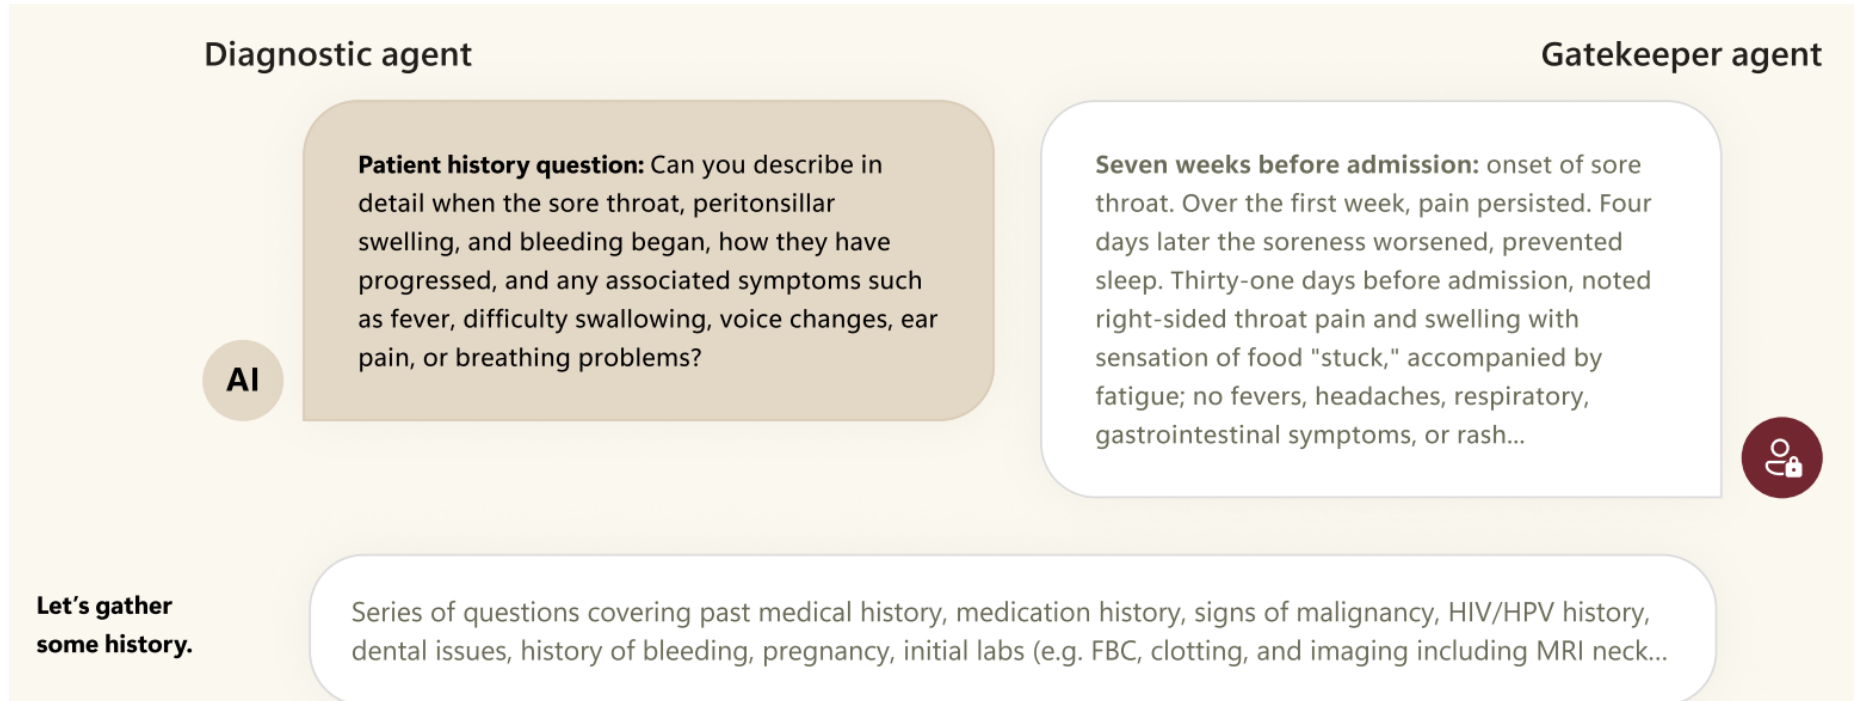 Diagnostic agent
Gatekeeper agent
Patient history question: Can you describe in
detail when the sore throat, peritonsillar
swelling, and bleeding began, how they have
progressed, and any associated symptoms such
as fever, difficulty swallowing, voice changes, ear
pain, or breathing problems?
AI
Seven weeks before admission: onset of sore
throat. Over the first week, pain persisted. Four
days later the soreness worsened, prevented
sleep. Thirty-one days before admission, noted
right-sided throat pain and swelling with
sensation of food "stuck," accompanied by
fatigue; no fevers, headaches, respiratory,
gastrointestinal symptoms, or rash...
Let’s gather
some history.
Series of questions covering past medical history, medication history, signs of malignancy, HIV/HPV history,
dental issues, history of bleeding, pregnancy, initial labs (e.g. FBC, clotting, and imaging including MRI neck...